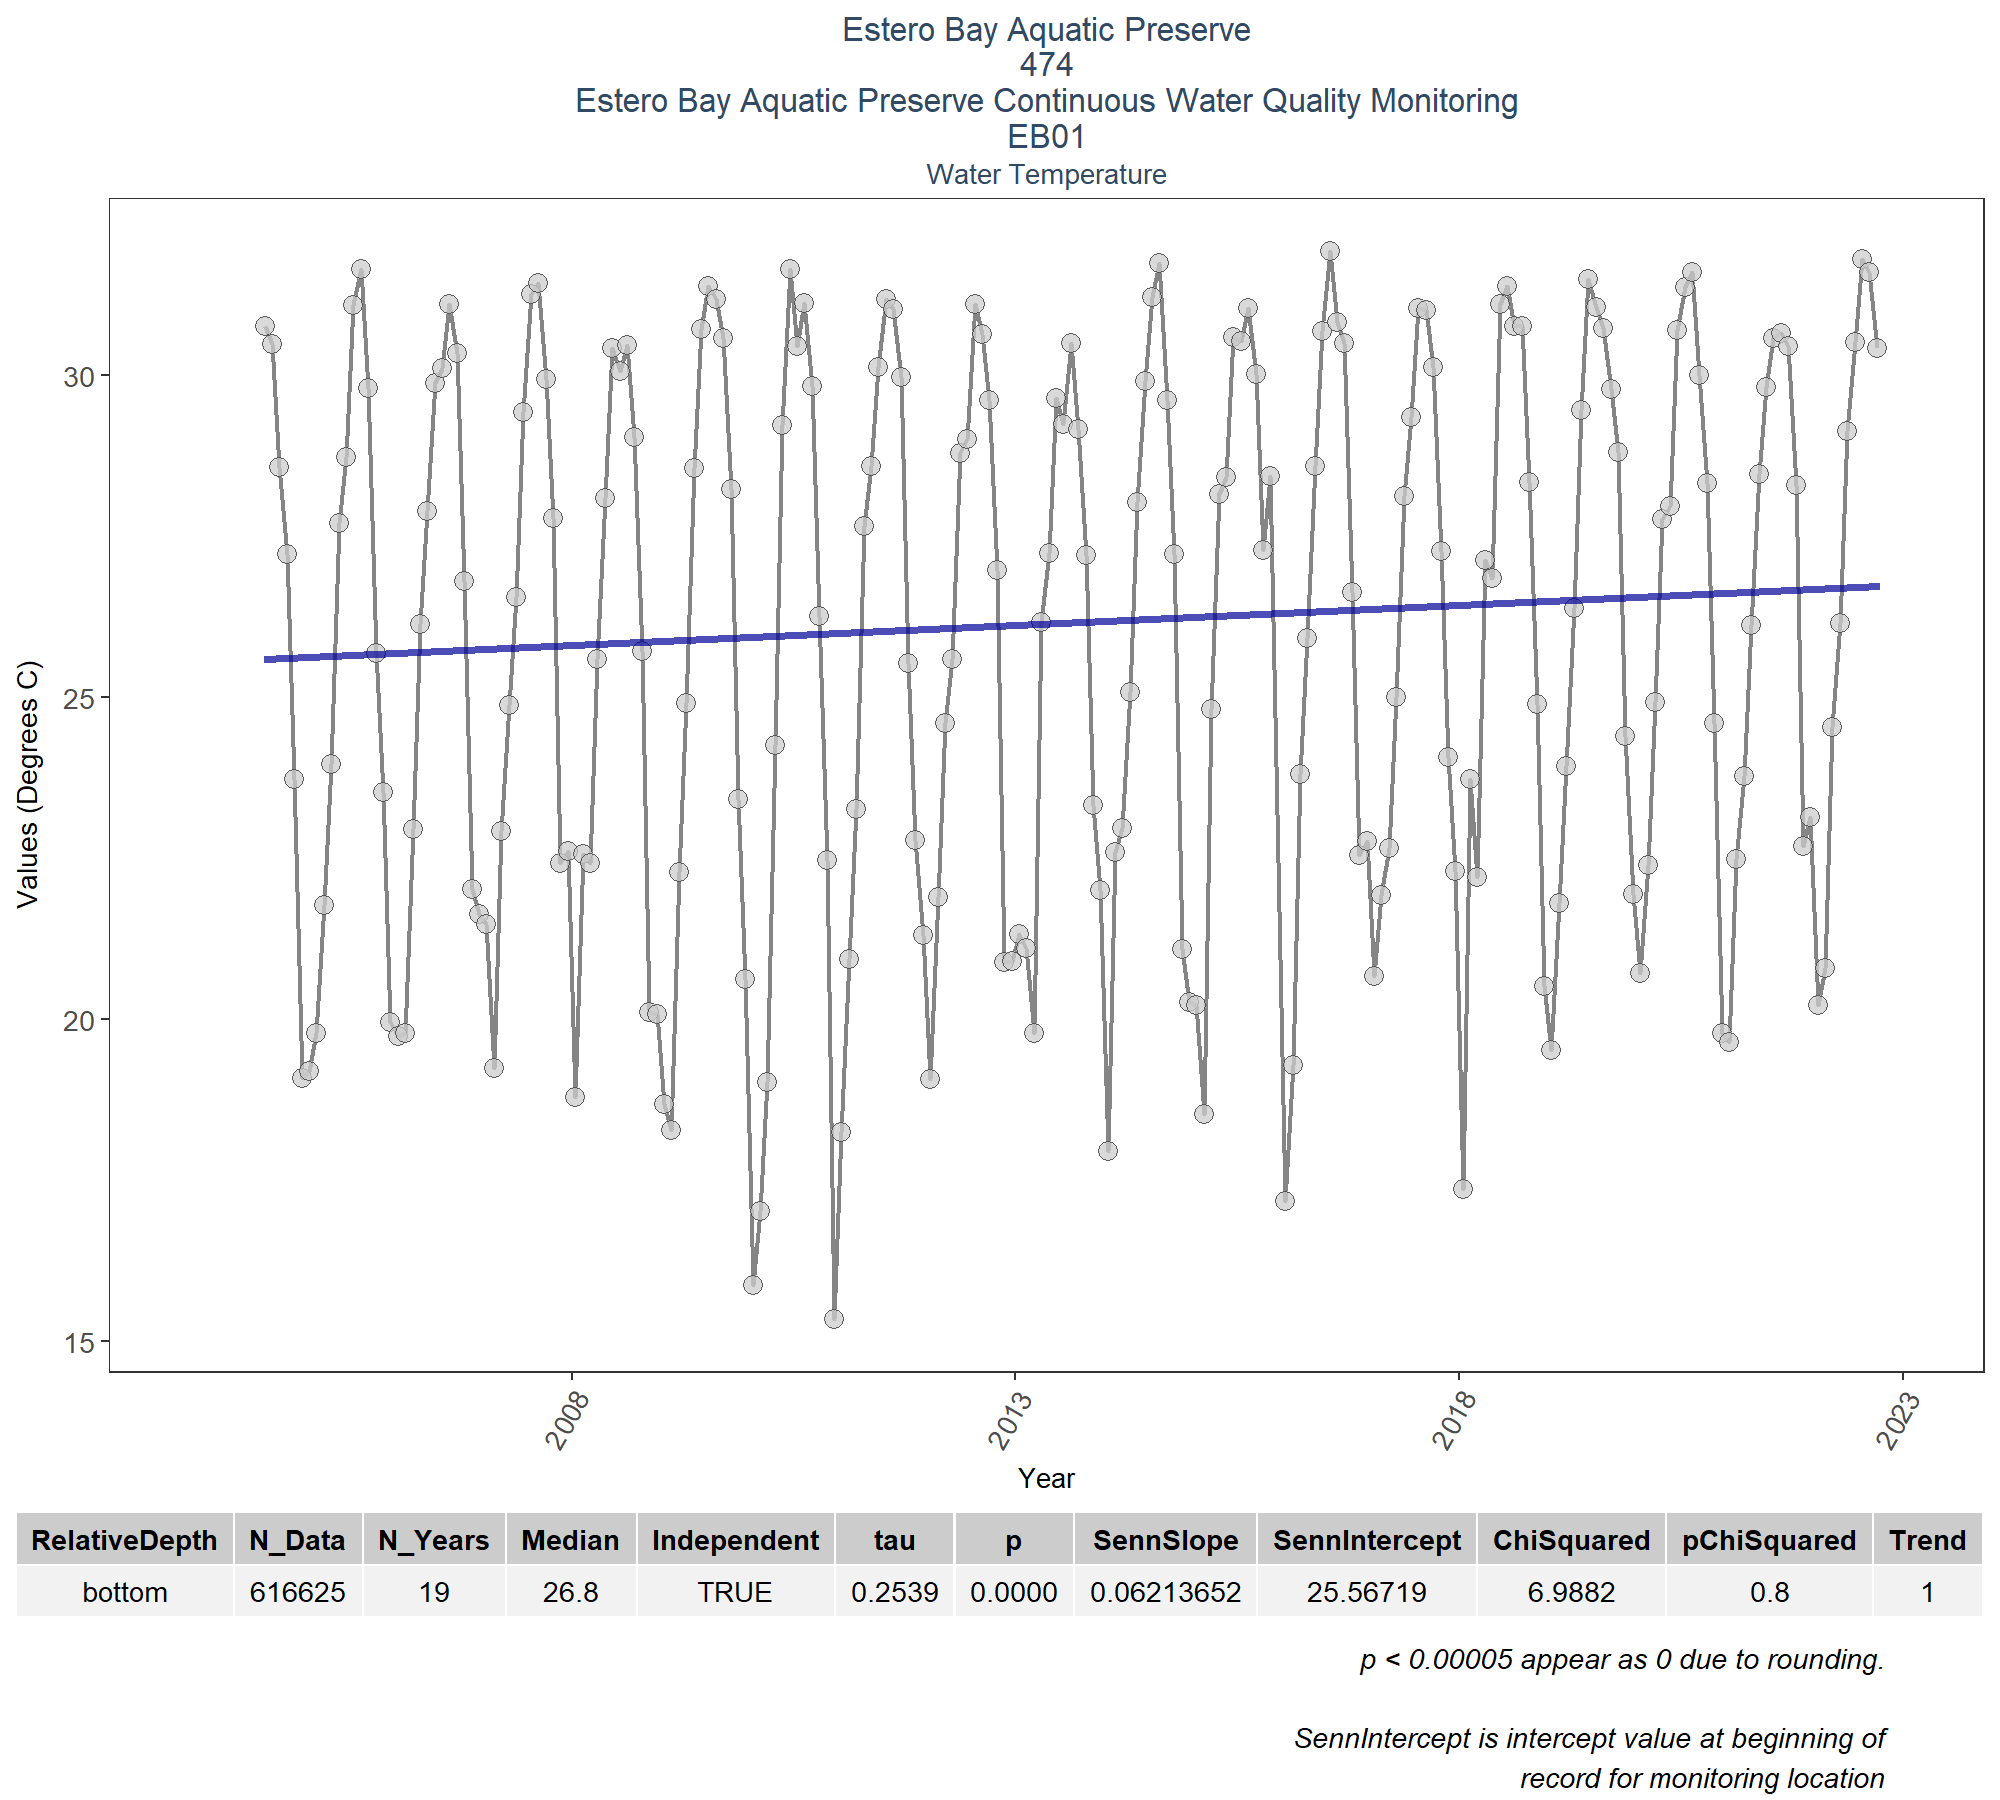 Estero Bay Aquatic Preserve
474
Estero Bay Aquatic Preserve Continuous Water Quality Monitoring
EB01
Water Temperature
Values (Degrees C)
30
25
20
15
2008
2013
2018
2023
Year
RelativeDepth N_Data N_Years Median Independent tau p SennSlope SennIntercept ChiSquared pChiSquared Trend
bottom 616625 19 26.8 TRUE 0.2539 0.0000 0.06213652 25.56719 6.9882 0.8 1
p < 0.00005 appear as 0 due to rounding.
SennIntercept is intercept value at beginning of
record for monitoring location